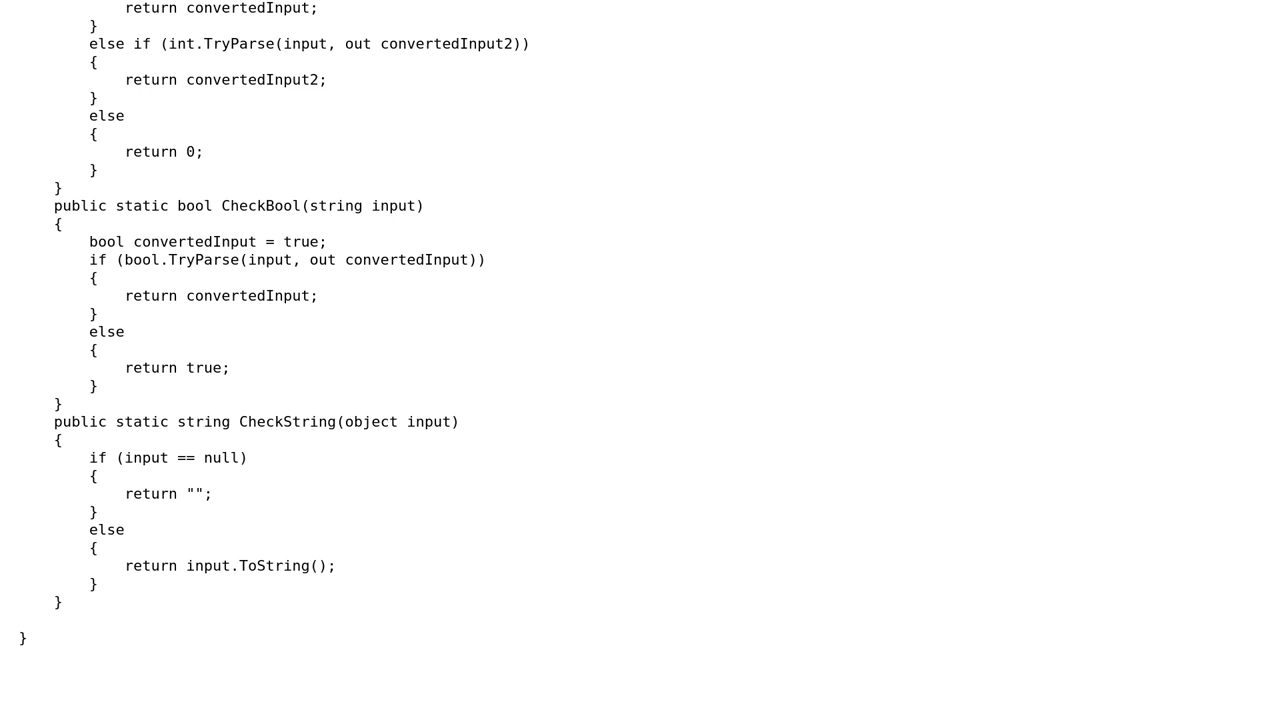 return convertedInput;
        }
        else if (int.TryParse(input, out convertedInput2))
        {
            return convertedInput2;
        }
        else
        {
            return 0;
        }
    }
    public static bool CheckBool(string input)
    {
        bool convertedInput = true;
        if (bool.TryParse(input, out convertedInput))
        {
            return convertedInput;
        }
        else
        {
            return true;
        }
    }
    public static string CheckString(object input)
    {
        if (input == null)
        {
            return "";
        }
        else
        {
            return input.ToString();
        }
    }

}